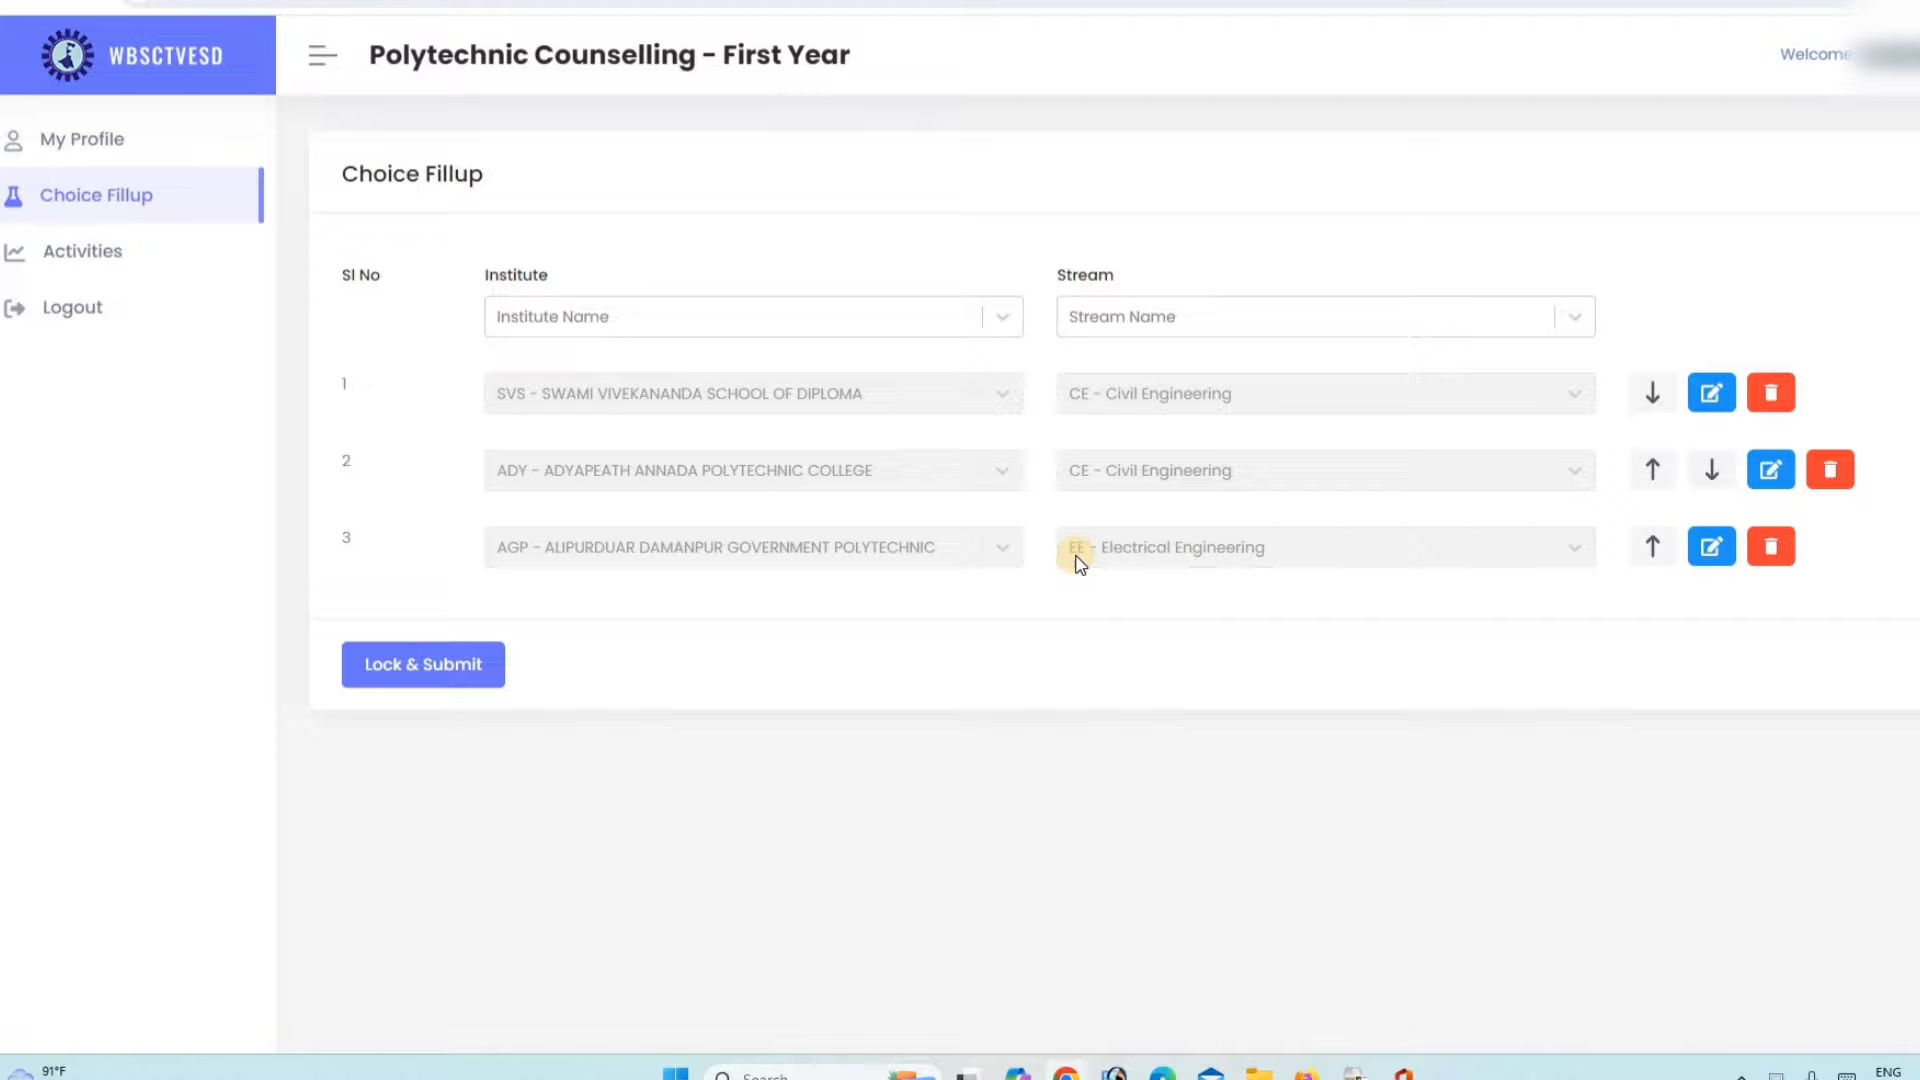 WBSCTVESD
Polytechnic Counselling - First Year
Welcome
My Profile
Choice Fillup
Activities
Logout
Choice Fillup
Sl No
Institute
Stream
Institute Name
Stream Name
1
SVS - SWAMI VIVEKANANDA SCHOOL OF DIPLOMA
CE - Civil Engineering
2
ADY - ADYAPEATH ANNADA POLYTECHNIC COLLEGE
CE - Civil Engineering
3
AGP - ALIPURDUAR DAMANPUR GOVERNMENT POLYTECHNIC
EE - Electrical Engineering
Lock & Submit
91°F
Search
ENG